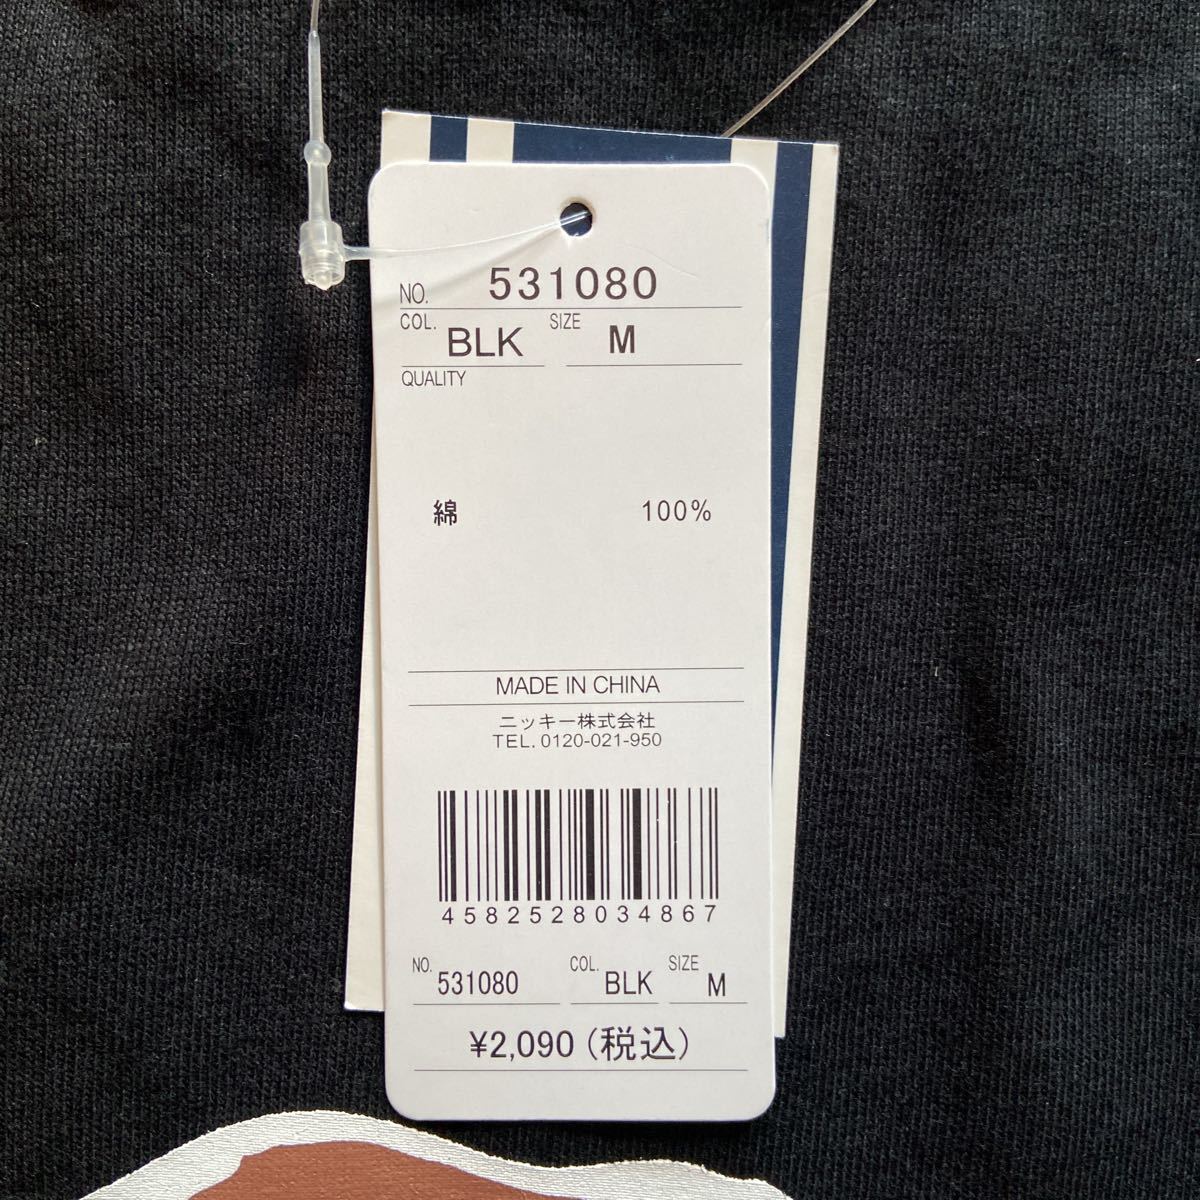 NO. 531080
COL. BLK SIZE M
QUALITY
綿 100%
MADE IN CHINA
ニッキー株式会社
TEL. 0120-021-950
4582528034867
NO. 531080 COL. BLK SIZE M
¥2,090(税込)